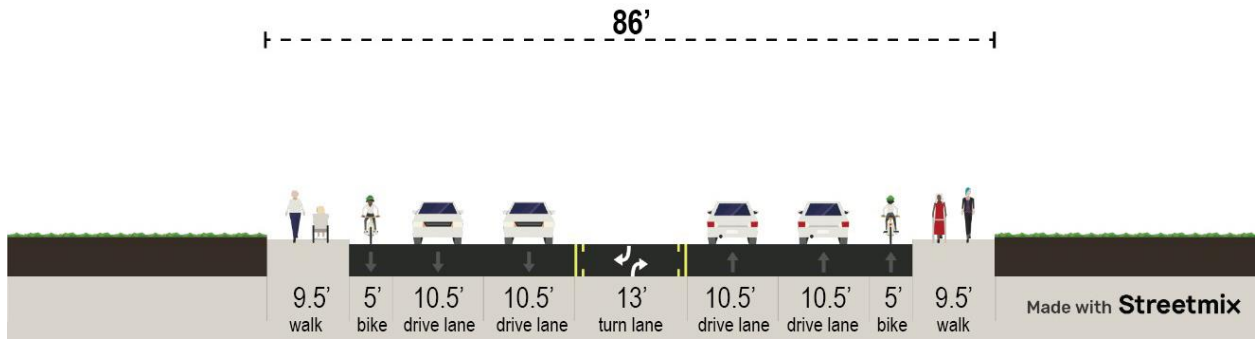 86’
9.5’ 5’ 10.5’ 10.5’ 13’ 10.5’ 10.5’ 5’ 9.5’
walk bike drive lane drive lane turn lane drive lane drive lane bike walk
Made with Streetmix